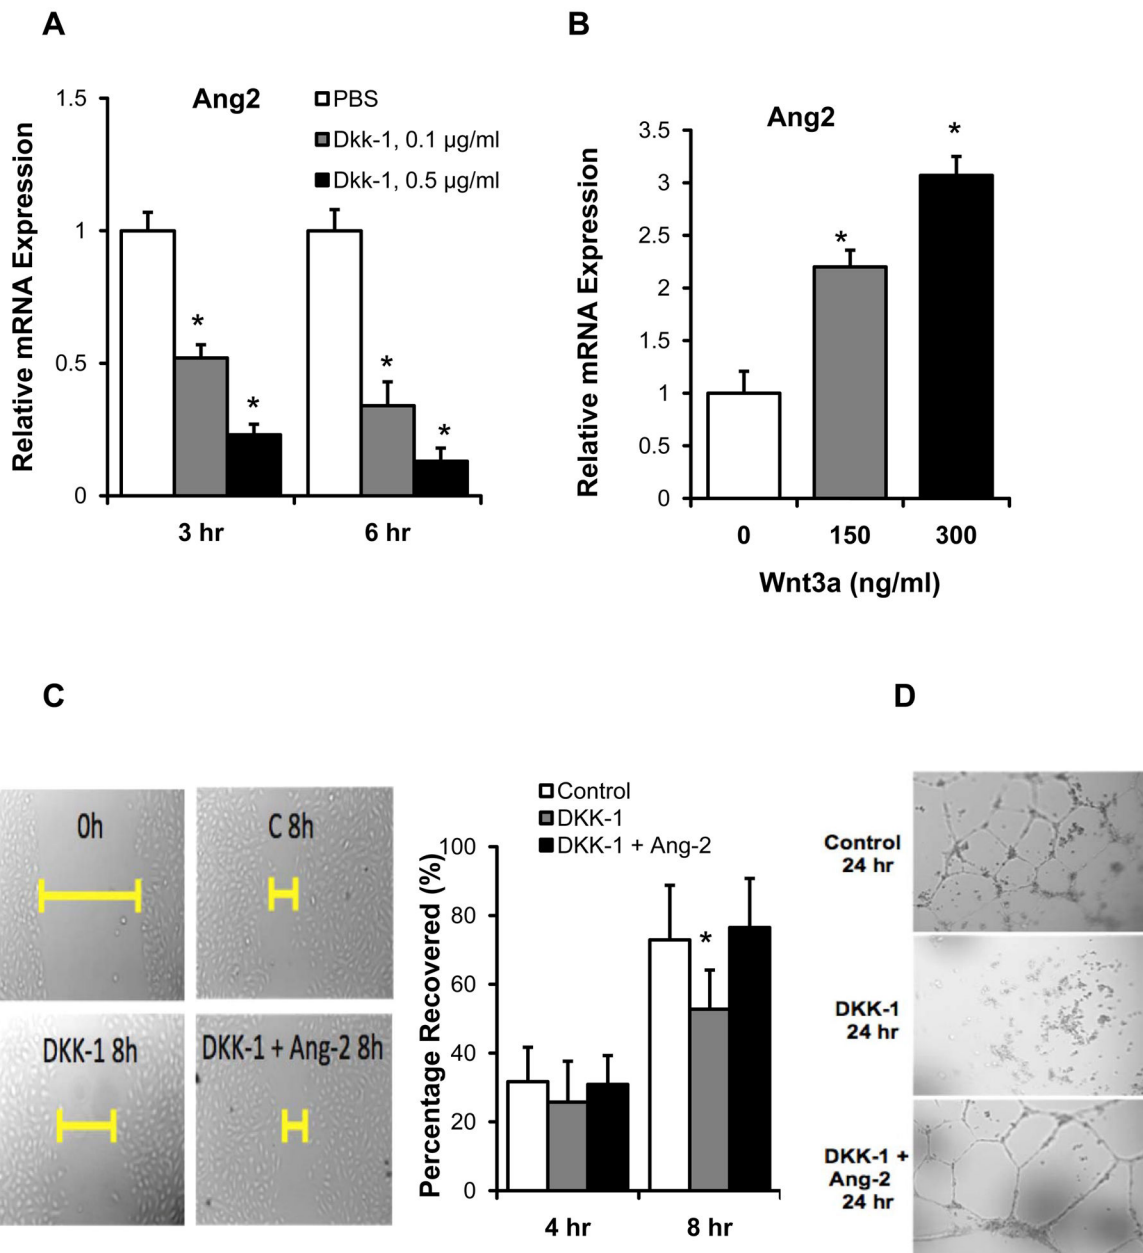 A
Ang2
PBS
Dkk-1, 0.1 µg/ml
Dkk-1, 0.5 µg/ml
Relative mRNA Expression
1.5
1
0.5
0
*
*
*
*
3 hr
6 hr
B
Ang2
Relative mRNA Expression
3.5
3
2.5
2
1.5
1
0.5
0
*
*
0
150
300
Wnt3a (ng/ml)
C
0h
C 8h
DKK-1 8h
DKK-1 + Ang-2 8h
Control
DKK-1
DKK-1 + Ang-2
Percentage Recovered (%)
100
80
60
40
20
0
*
4 hr
8 hr
D
Control
24 hr
DKK-1
24 hr
DKK-1 +
Ang-2
24 hr